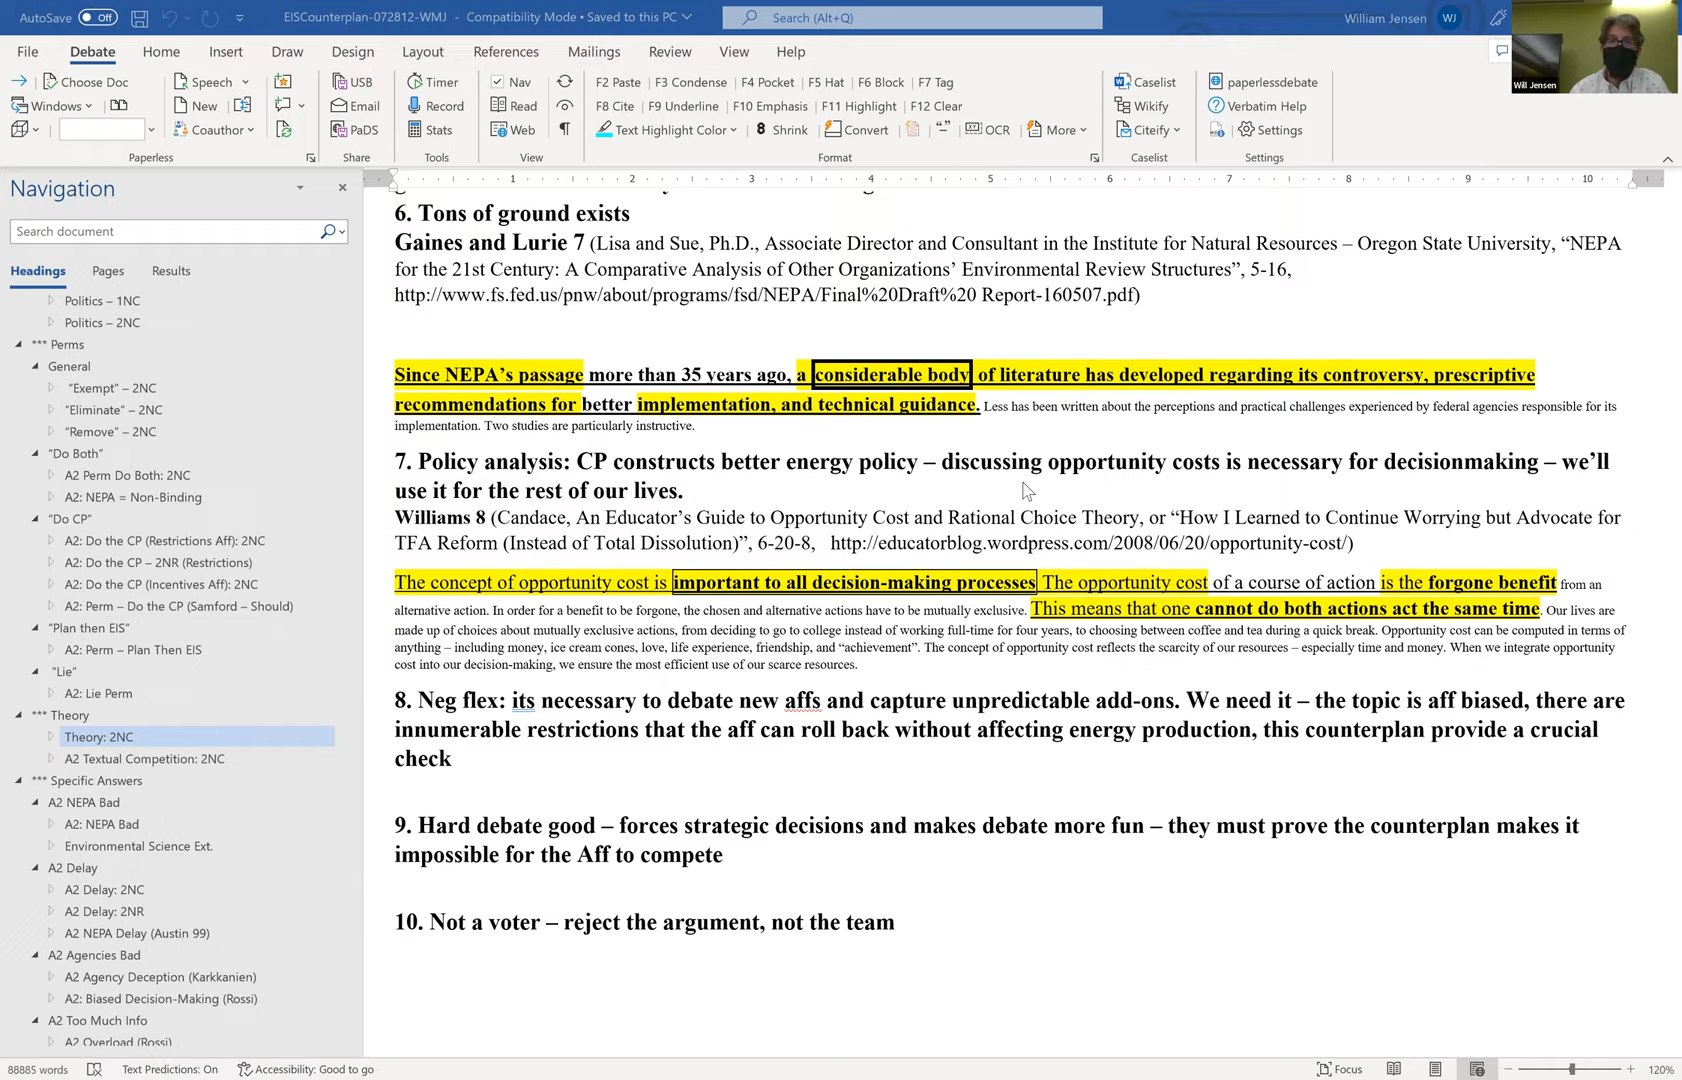 AutoSave Off EISCounterplan-072812-WMJ – Compatibility Mode • Saved to this PC Search (Alt+Q) William Jensen WJ
File Debate Home Insert Draw Design Layout References Mailings Review View Help
Choose Doc Speech USB Timer Nav F2 Paste F3 Condense F4 Pocket F5 Hat F6 Block F7 Tag Caselist paperlessdebate
Will Jensen
Windows New Email Record Read F8 Cite F9 Underline F10 Emphasis F11 Highlight F12 Clear Wikify Verbatim Help
Coauthor PaDS Stats Web ¶ Text Highlight Color 8 Shrink Convert “-” OCR More Citeify Settings
Paperless Share Tools View Format Caselist Settings
Navigation
1 2 3 4 5 6 7 8 9 10
Search document
Headings Pages Results
Politics – 1NC
Politics – 2NC
*** Perms
General
“Exempt” – 2NC
“Eliminate” – 2NC
“Remove” – 2NC
“Do Both”
A2 Perm Do Both: 2NC
A2: NEPA = Non-Binding
“Do CP”
A2: Do the CP (Restrictions Aff): 2NC
A2: Do the CP – 2NR (Restrictions)
A2: Do the CP (Incentives Aff): 2NC
A2: Perm – Do the CP (Samford – Should)
“Plan then EIS”
A2: Perm – Plan Then EIS
“Lie”
A2: Lie Perm
*** Theory
Theory: 2NC
A2 Textual Competition: 2NC
*** Specific Answers
A2 NEPA Bad
A2: NEPA Bad
Environmental Science Ext.
A2 Delay
A2 Delay: 2NC
A2 Delay: 2NR
A2 NEPA Delay (Austin 99)
A2 Agencies Bad
A2 Agency Deception (Karkkanien)
A2: Biased Decision-Making (Rossi)
A2 Too Much Info
A2 Overload (Rossi)
6. Tons of ground exists
Gaines and Lurie 7 (Lisa and Sue, Ph.D., Associate Director and Consultant in the Institute for Natural Resources – Oregon State University, “NEPA
for the 21st Century: A Comparative Analysis of Other Organizations’ Environmental Review Structures”, 5-16,
http://www.fs.fed.us/pnw/about/programs/fsd/NEPA/Final%20Draft%20 Report-160507.pdf)
Since NEPA’s passage more than 35 years ago, a considerable body of literature has developed regarding its controversy, prescriptive
recommendations for better implementation, and technical guidance. Less has been written about the perceptions and practical challenges experienced by federal agencies responsible for its
implementation. Two studies are particularly instructive.
7. Policy analysis: CP constructs better energy policy – discussing opportunity costs is necessary for decisionmaking – we’ll
use it for the rest of our lives.
Williams 8 (Candace, An Educator’s Guide to Opportunity Cost and Rational Choice Theory, or “How I Learned to Continue Worrying but Advocate for
TFA Reform (Instead of Total Dissolution)”, 6-20-8, http://educatorblog.wordpress.com/2008/06/20/opportunity-cost/)
The concept of opportunity cost is important to all decision-making processes The opportunity cost of a course of action is the forgone benefit from an
alternative action. In order for a benefit to be forgone, the chosen and alternative actions have to be mutually exclusive. This means that one cannot do both actions act the same time. Our lives are
made up of choices about mutually exclusive actions, from deciding to go to college instead of working full-time for four years, to choosing between coffee and tea during a quick break. Opportunity cost can be computed in terms of
anything – including money, ice cream cones, love, life experience, friendship, and “achievement”. The concept of opportunity cost reflects the scarcity of our resources – especially time and money. When we integrate opportunity
cost into our decision-making, we ensure the most efficient use of our scarce resources.
8. Neg flex: its necessary to debate new affs and capture unpredictable add-ons. We need it – the topic is aff biased, there are
innumerable restrictions that the aff can roll back without affecting energy production, this counterplan provide a crucial
check
9. Hard debate good – forces strategic decisions and makes debate more fun – they must prove the counterplan makes it
impossible for the Aff to compete
10. Not a voter – reject the argument, not the team
88885 words Text Predictions: On Accessibility: Good to go Focus 120%